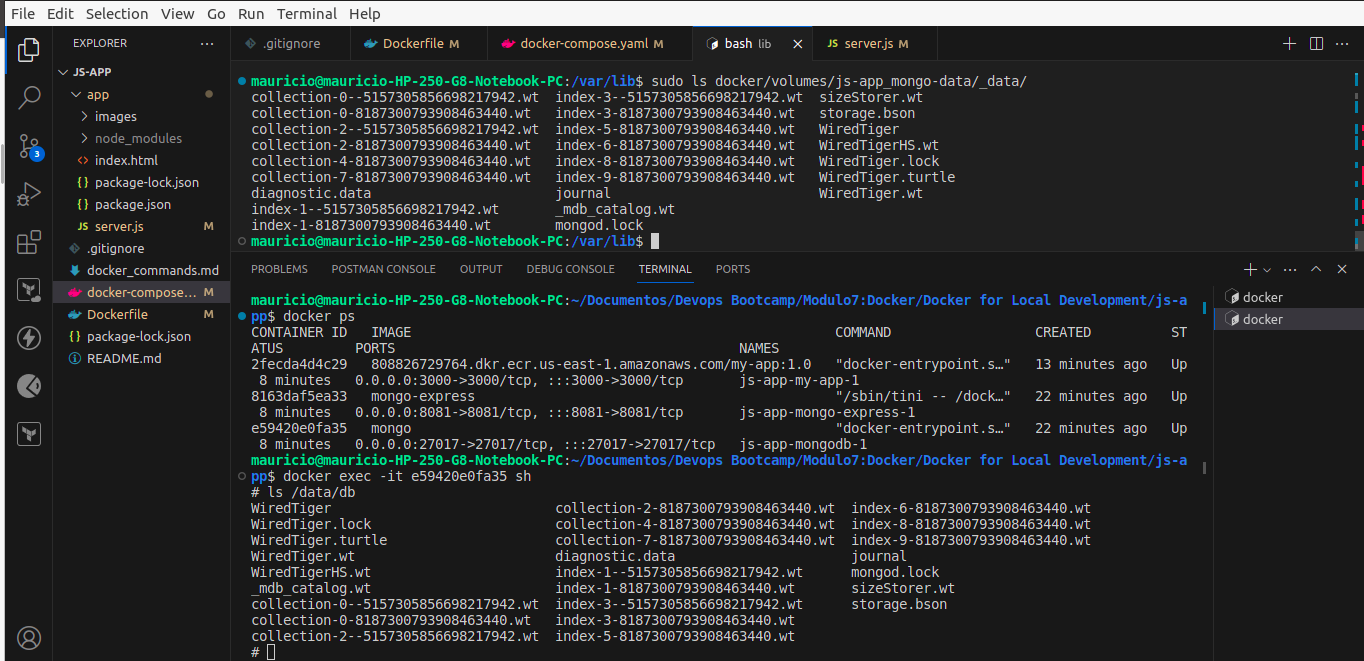 File Edit Selection View Go Run Terminal Help
EXPLORER ...
.gitignore Dockerfile M docker-compose.yaml M bash lib × JS server.js M
JS-APP
app
images
node_modules
<> index.html
{} package-lock.json
{} package.json
JS server.js M
.gitignore
docker_commands.md
docker-compose... M
Dockerfile M
{} package-lock.json
README.md
3
mauricio@mauricio-HP-250-G8-Notebook-PC:/var/lib$ sudo ls docker/volumes/js-app_mongo-data/_data/
collection-0--5157305856698217942.wt index-3--5157305856698217942.wt sizeStorer.wt
collection-0-8187300793908463440.wt index-3-8187300793908463440.wt storage.bson
collection-2--5157305856698217942.wt index-5-8187300793908463440.wt WiredTiger
collection-2-8187300793908463440.wt index-6-8187300793908463440.wt WiredTigerHS.wt
collection-4-8187300793908463440.wt index-8-8187300793908463440.wt WiredTiger.lock
collection-7-8187300793908463440.wt index-9-8187300793908463440.wt WiredTiger.turtle
diagnostic.data journal WiredTiger.wt
index-1--5157305856698217942.wt _mdb_catalog.wt
index-1-8187300793908463440.wt mongod.lock
mauricio@mauricio-HP-250-G8-Notebook-PC:/var/lib$
PROBLEMS POSTMAN CONSOLE OUTPUT DEBUG CONSOLE TERMINAL PORTS
docker
docker
mauricio@mauricio-HP-250-G8-Notebook-PC:~/Documentos/Devops Bootcamp/Modulo7:Docker/Docker for Local Development/js-a
pp$ docker ps
CONTAINER ID IMAGE COMMAND CREATED ST
ATUS PORTS NAMES
2fecda4d4c29 808826729764.dkr.ecr.us-east-1.amazonaws.com/my-app:1.0 "docker-entrypoint.s…" 13 minutes ago Up
8 minutes 0.0.0.0:3000->3000/tcp, :::3000->3000/tcp js-app-my-app-1
8163daf5ea33 mongo-express "/sbin/tini -- /dock…" 22 minutes ago Up
8 minutes 0.0.0.0:8081->8081/tcp, :::8081->8081/tcp js-app-mongo-express-1
e59420e0fa35 mongo "docker-entrypoint.s…" 22 minutes ago Up
8 minutes 0.0.0.0:27017->27017/tcp, :::27017->27017/tcp js-app-mongodb-1
mauricio@mauricio-HP-250-G8-Notebook-PC:~/Documentos/Devops Bootcamp/Modulo7:Docker/Docker for Local Development/js-a
pp$ docker exec -it e59420e0fa35 sh
# ls /data/db
WiredTiger collection-2-8187300793908463440.wt index-6-8187300793908463440.wt
WiredTiger.lock collection-4-8187300793908463440.wt index-8-8187300793908463440.wt
WiredTiger.turtle collection-7-8187300793908463440.wt index-9-8187300793908463440.wt
WiredTiger.wt diagnostic.data journal
WiredTigerHS.wt index-1--5157305856698217942.wt mongod.lock
_mdb_catalog.wt index-1-8187300793908463440.wt sizeStorer.wt
collection-0--5157305856698217942.wt index-3--5157305856698217942.wt storage.bson
collection-0-8187300793908463440.wt index-3-8187300793908463440.wt
collection-2--5157305856698217942.wt index-5-8187300793908463440.wt
#